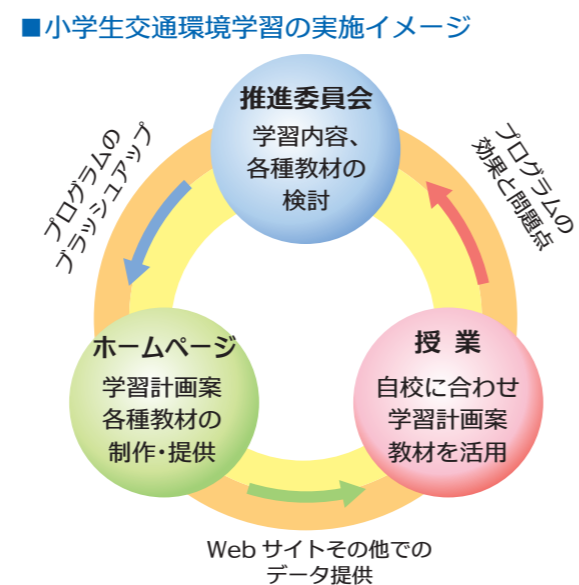 ■小学生交通環境学習の実施イメージ
推進委員会
学習内容、
各種教材の
検討
プログラムの
ブラッシュアップ
プログラムの
効果と問題点
ホームページ
学習計画案
各種教材の
制作・提供
授 業
自校に合わせ
学習計画案
教材を活用
Web サイトその他での
データ提供